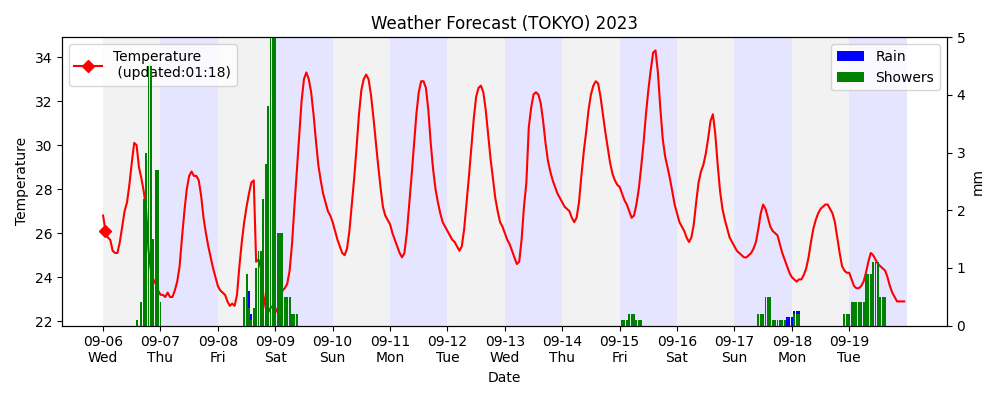 Weather Forecast (TOKYO) 2023
Temperature
(updated:01:18)
Rain
Showers
34
32
30
28
26
24
22
Temperature
5
4
3
2
1
0
mm
09-06 09-07 09-08 09-09 09-10 09-11 09-12 09-13 09-14 09-15 09-16 09-17 09-18 09-19
Wed Thu Fri Sat Sun Mon Tue Wed Thu Fri Sat Sun Mon Tue
Date